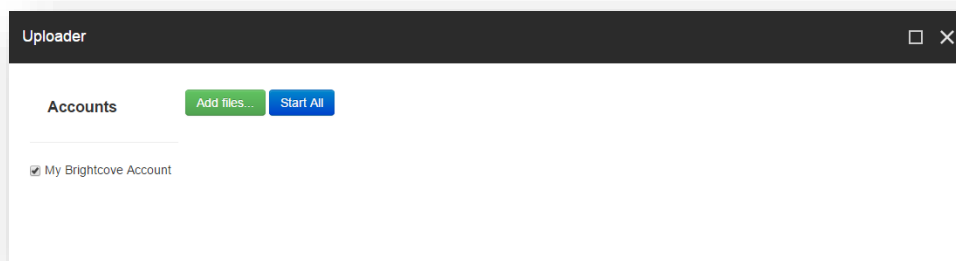 Uploader
Accounts
Add files...
Start All
My Brightcove Account